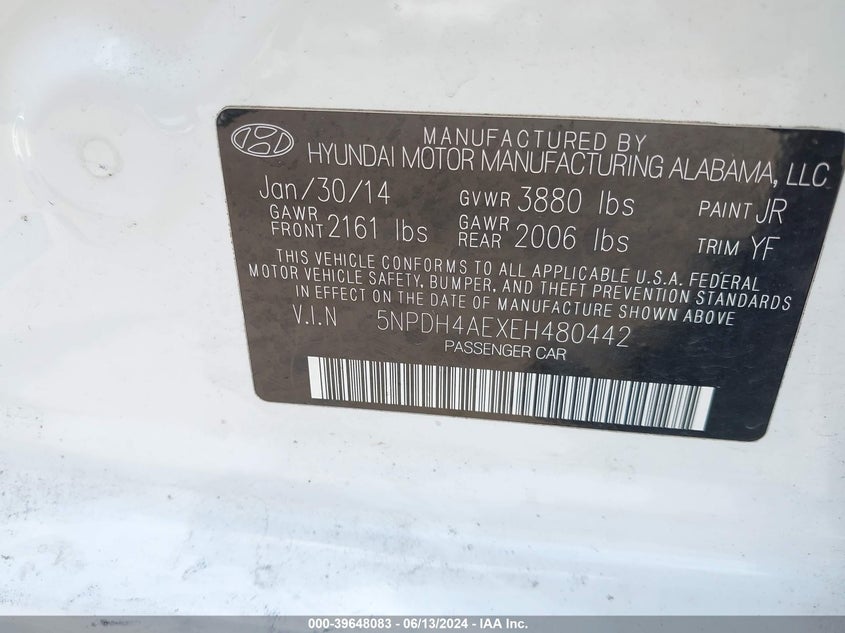 MANUFACTURED BY
HYUNDAI MOTOR MANUFACTURING ALABAMA, LLC
Jan/30/14 GVWR 3880 lbs PAINT JR
GAWR FRONT 2161 lbs GAWR REAR 2006 lbs TRIM YF
THIS VEHICLE CONFORMS TO ALL APPLICABLE U.S.A. FEDERAL
MOTOR VEHICLE SAFETY, BUMPER, AND THEFT PREVENTION STANDARDS
IN EFFECT ON THE DATE OF MANUFACTURE SHOWN ABOVE
V.I.N 5NPDH4AEXEH480442
PASSENGER CAR
000-39648083 - 06/13/2024 - IAA Inc.